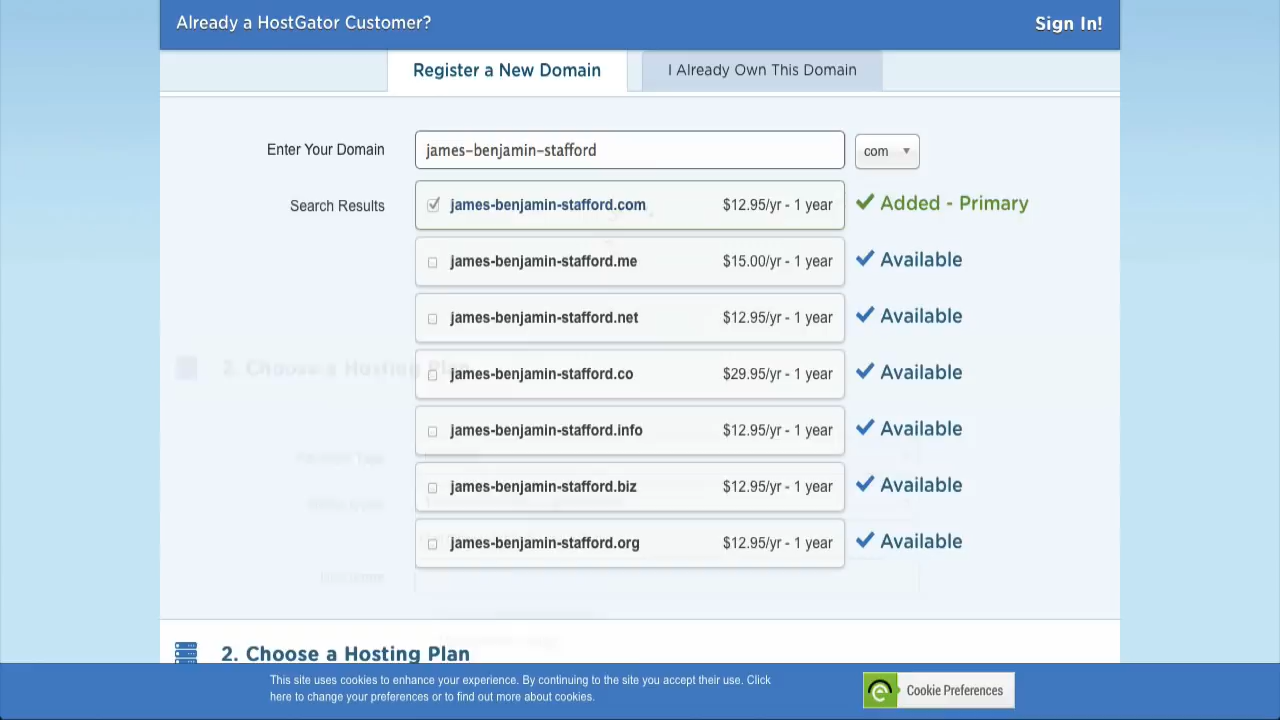 Already a HostGator Customer?
Sign In!
Register a New Domain
I Already Own This Domain
Enter Your Domain
james-benjamin-stafford
com
Search Results
james-benjamin-stafford.com $12.95/yr - 1 year Added - Primary
james-benjamin-stafford.me $15.00/yr - 1 year Available
james-benjamin-stafford.net $12.95/yr - 1 year Available
2. Choose a Hosting Plan
james-benjamin-stafford.co $29.95/yr - 1 year Available
james-benjamin-stafford.info $12.95/yr - 1 year Available
james-benjamin-stafford.biz $12.95/yr - 1 year Available
james-benjamin-stafford.org $12.95/yr - 1 year Available
2. Choose a Hosting Plan
This site uses cookies to enhance your experience. By continuing to the site you accept their use. Click
here to change your preferences or to find out more about cookies.
Cookie Preferences